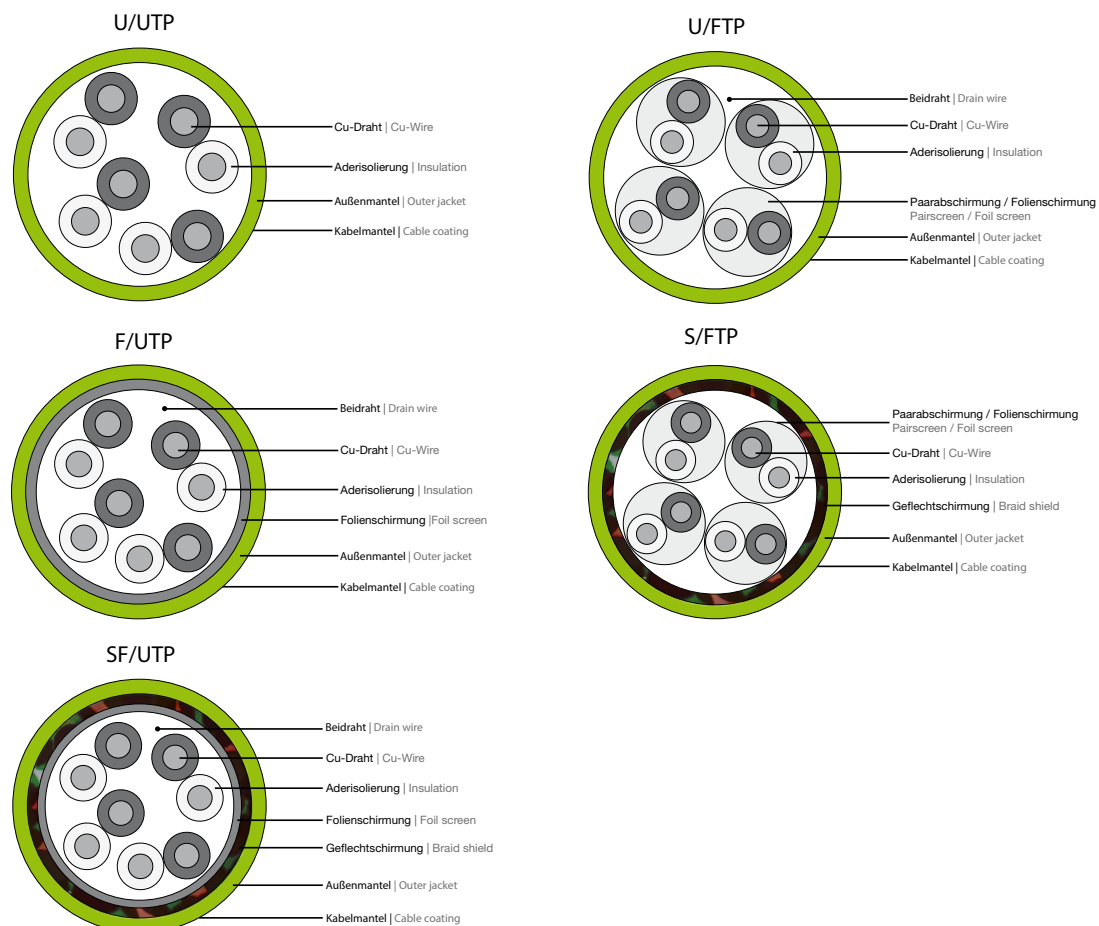 U/UTP
Cu-Draht | Cu-Wire
Aderisolierung | Insulation
Außenmantel | Outer jacket
Kabelmantel | Cable coating
U/FTP
Beidraht | Drain wire
Cu-Draht | Cu-Wire
Aderisolierung | Insulation
Paarabschirmung / Folienschirmung
Pairscreen / Foil screen
Außenmantel | Outer jacket
Kabelmantel | Cable coating
F/UTP
Beidraht | Drain wire
Cu-Draht | Cu-Wire
Aderisolierung | Insulation
Folienschirmung |Foil screen
Außenmantel | Outer jacket
Kabelmantel | Cable coating
S/FTP
Paarabschirmung / Folienschirmung
Pairscreen / Foil screen
Cu-Draht | Cu-Wire
Aderisolierung | Insulation
Geflechtschirmung | Braid shield
Außenmantel | Outer jacket
Kabelmantel | Cable coating
SF/UTP
Beidraht | Drain wire
Cu-Draht | Cu-Wire
Aderisolierung | Insulation
Folienschirmung | Foil screen
Geflechtschirmung | Braid shield
Außenmantel | Outer jacket
Kabelmantel | Cable coating